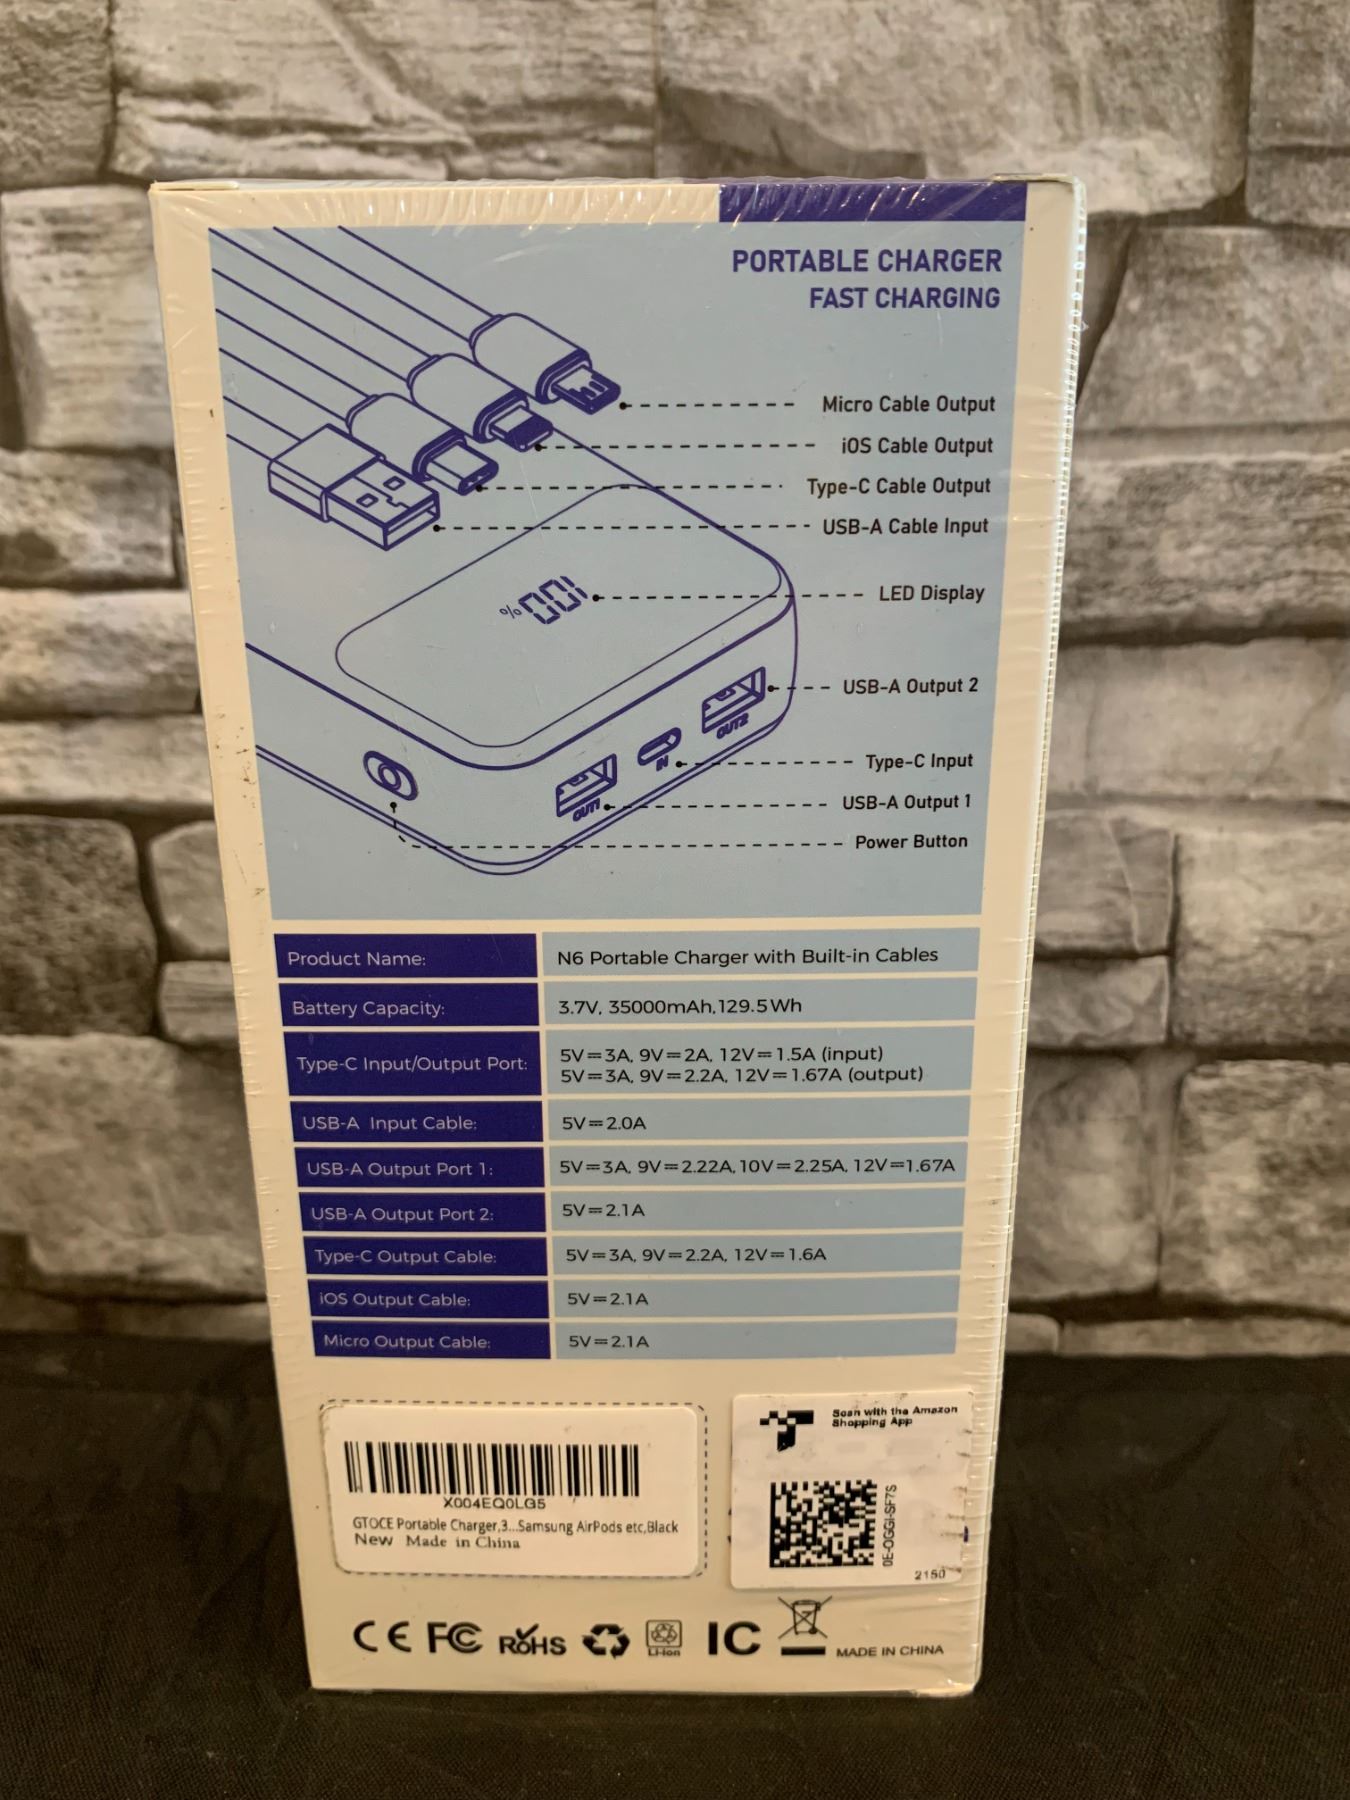 PORTABLE CHARGER
FAST CHARGING
Micro Cable Output
iOS Cable Output
Type-C Cable Output
USB-A Cable Input
100%
LED Display
USB-A Output 2
OUT2
Type-C Input
IN
USB-A Output 1
OUT1
Power Button
Product Name: N6 Portable Charger with Built-in Cables
Battery Capacity: 3.7V, 35000mAh,129.5Wh
Type-C Input/Output Port: 5V⎓3A, 9V⎓2A, 12V⎓1.5A (input)
5V⎓3A, 9V⎓2.2A, 12V⎓1.67A (output)
USB-A Input Cable: 5V⎓2.0A
USB-A Output Port 1: 5V⎓3A, 9V⎓2.22A, 10V⎓2.25A, 12V⎓1.67A
USB-A Output Port 2: 5V⎓2.1A
Type-C Output Cable: 5V⎓3A, 9V⎓2.2A, 12V⎓1.6A
iOS Output Cable: 5V⎓2.1A
Micro Output Cable: 5V⎓2.1A
X004EQ0LG5
GTOCE Portable Charger,3...Samsung AirPods etc,Black
New Made in China
Scan with the Amazon
Shopping App
0E-OGGI-SF7S
2150
CE FC RoHS Li-Ion IC MADE IN CHINA